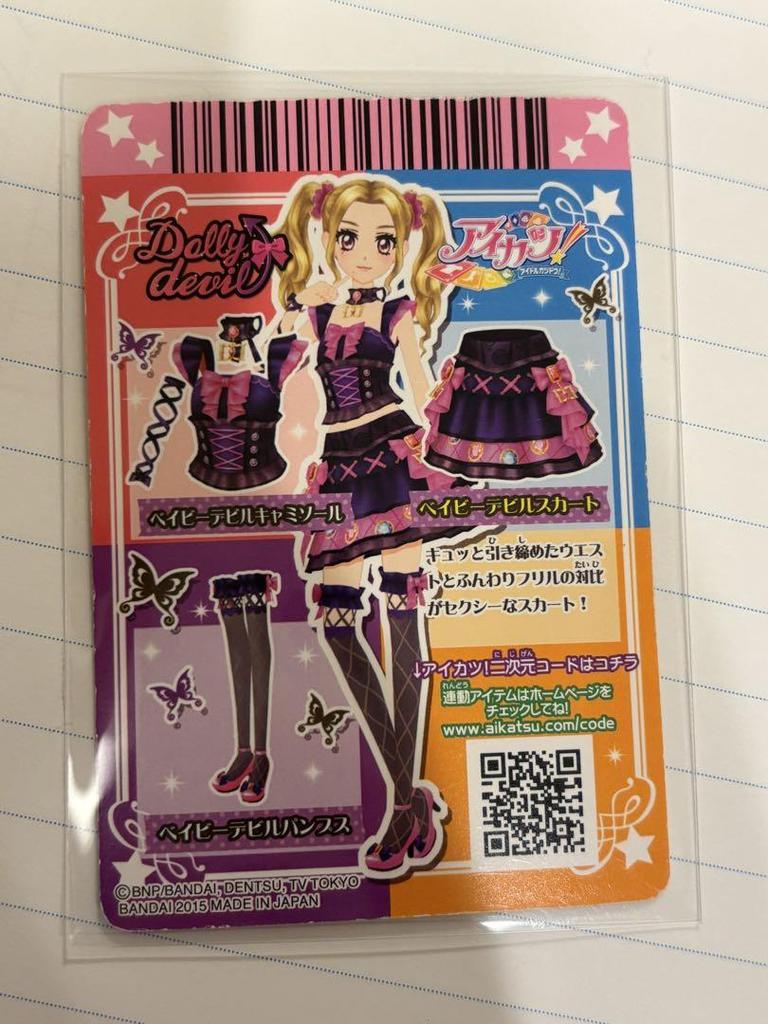 Dolly devil
アイカツ!
アイドルカツドウ!
ベイビーデビルキャミソール
ベイビーデビルスカート
ギュッと引き締めたウエス
トとふんわりフリルの対比
がセクシーなスカート!
↓アイカツ!二次元コードはコチラ
連動アイテムはホームページを
チェックしてね!
www.aikatsu.com/code
ベイビーデビルパンプス
©BNP/BANDAI, DENTSU, TV TOKYO
BANDAI 2015 MADE IN JAPAN